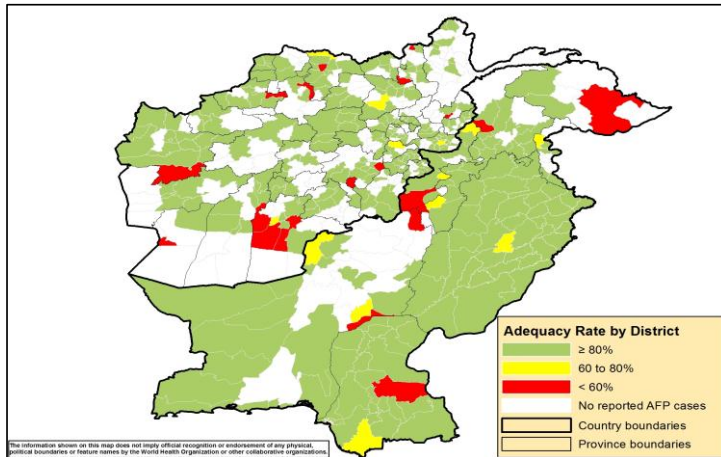 Adequacy Rate by District
≥ 80%
60 to 80%
< 60%
No reported AFP cases
Country boundaries
Province boundaries
The information shown on this map does not imply official recognition or endorsement of any physical,
political boundaries or feature names by the World Health Organization or other collaborative organizations.